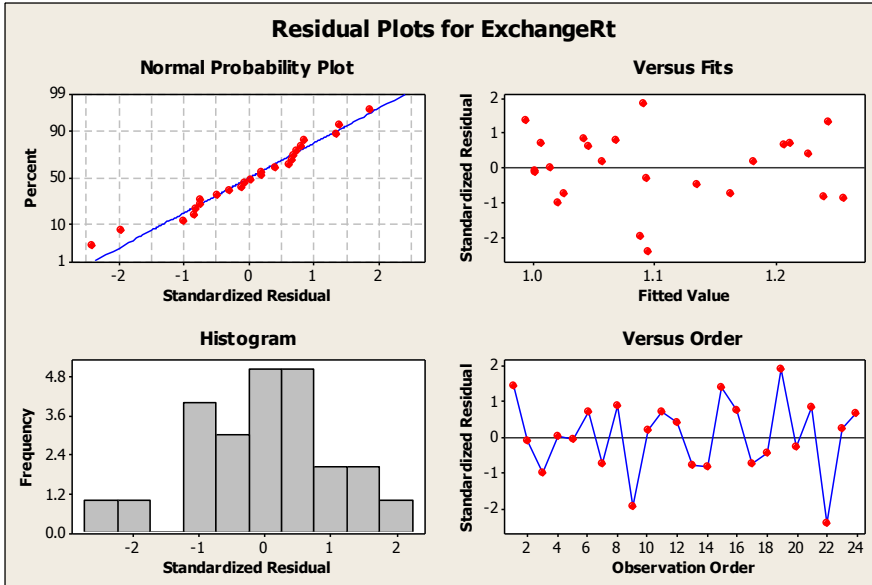 Residual Plots for ExchangeRt
Normal Probability Plot
99
90
50
10
1
Percent
-2 -1 0 1 2
Standardized Residual
Versus Fits
2
1
0
-1
-2
Standardized Residual
1.0 1.1 1.2
Fitted Value
Histogram
4.8
3.6
2.4
1.2
0.0
Frequency
-2 -1 0 1 2
Standardized Residual
Versus Order
2
1
0
-1
-2
Standardized Residual
2 4 6 8 10 12 14 16 18 20 22 24
Observation Order